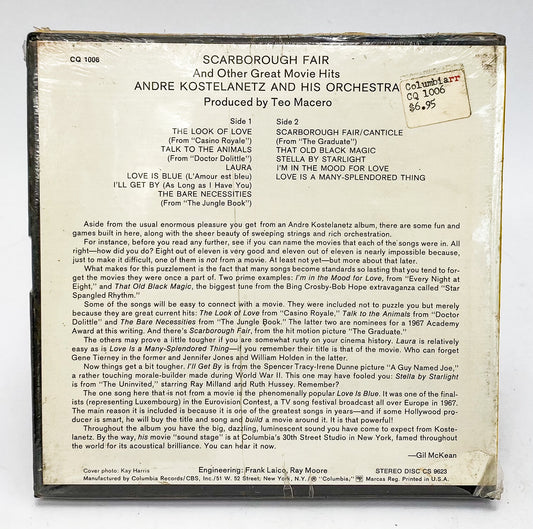 CQ 1006
SCARBOROUGH FAIR
And Other Great Movie Hits
ANDRE KOSTELANETZ AND HIS ORCHESTRA
Produced by Teo Macero
Columbiarr
CQ 1006
$6.95
Side 1
THE LOOK OF LOVE
(From "Casino Royale")
TALK TO THE ANIMALS
(From "Doctor Dolittle")
LAURA
LOVE IS BLUE (L'Amour est bleu)
I'LL GET BY (As Long as I Have You)
THE BARE NECESSITIES
(From "The Jungle Book")
Side 2
SCARBOROUGH FAIR/CANTICLE
(From "The Graduate")
THAT OLD BLACK MAGIC
STELLA BY STARLIGHT
I'M IN THE MOOD FOR LOVE
LOVE IS A MANY-SPLENDORED THING
Aside from the usual enormous pleasure you get from an Andre Kostelanetz album, there are some fun and
games built in here, along with the sheer beauty of sweeping strings and rich orchestration.
For instance, before you read any further, see if you can name the movies that each of the songs were in. All
right—how did you do? Eight out of eleven is very good and eleven out of eleven is nearly impossible because,
just to make it difficult, one of them is not from a movie. At least not yet—but more about that later.
What makes for this puzzlement is the fact that many songs become standards so lasting that you tend to for-
get the movies they were once a part of. Two prime examples: I'm in the Mood for Love, from "Every Night at
Eight," and That Old Black Magic, the biggest tune from the Bing Crosby-Bob Hope extravaganza called "Star
Spangled Rhythm."
Some of the songs will be easy to connect with a movie. They were included not to puzzle you but merely
because they are great current hits: The Look of Love from "Casino Royale," Talk to the Animals from "Doctor
Dolittle" and The Bare Necessities from "The Jungle Book." The latter two are nominees for a 1967 Academy
Award at this writing. And there's Scarborough Fair, from the hit motion picture "The Graduate."
The others may prove a little tougher if you are somewhat rusty on your cinema history. Laura is relatively
easy as is Love Is a Many-Splendored Thing—if you remember their title is that of the movie. Who can forget
Gene Tierney in the former and Jennifer Jones and William Holden in the latter.
Now things get a bit tougher. I'll Get By is from the Spencer Tracy-Irene Dunne picture "A Guy Named Joe,"
a rather touching morale-builder made during World War II. This one may have fooled you: Stella by Starlight
is from "The Uninvited," starring Ray Milland and Ruth Hussey. Remember?
The one song here that is not from a movie is the phenomenally popular Love Is Blue. It was one of the final-
ists (representing Luxembourg) in the Eurovision Contest, a TV song festival broadcast all over Europe in 1967.
The main reason it is included is because it is one of the greatest songs in years—and if some Hollywood pro-
ducer is smart, he will buy the title and song and build a movie around it. It is that powerful!
Throughout the album you have the big, dazzling, luminescent sound you have come to expect from Koste-
lanetz. By the way, his movie "sound stage" is at Columbia's 30th Street Studio in New York, famed throughout
the world for its acoustical brilliance. You can hear it now.
—Gil McKean
Cover photo: Kay Harris
Engineering: Frank Laico, Ray Moore
STEREO DISC CS 9623
Manufactured by Columbia Records/CBS, Inc./51 W. 52 Street, New York, N.Y./® "Columbia," Marcas Reg. Printed in U.S.A.